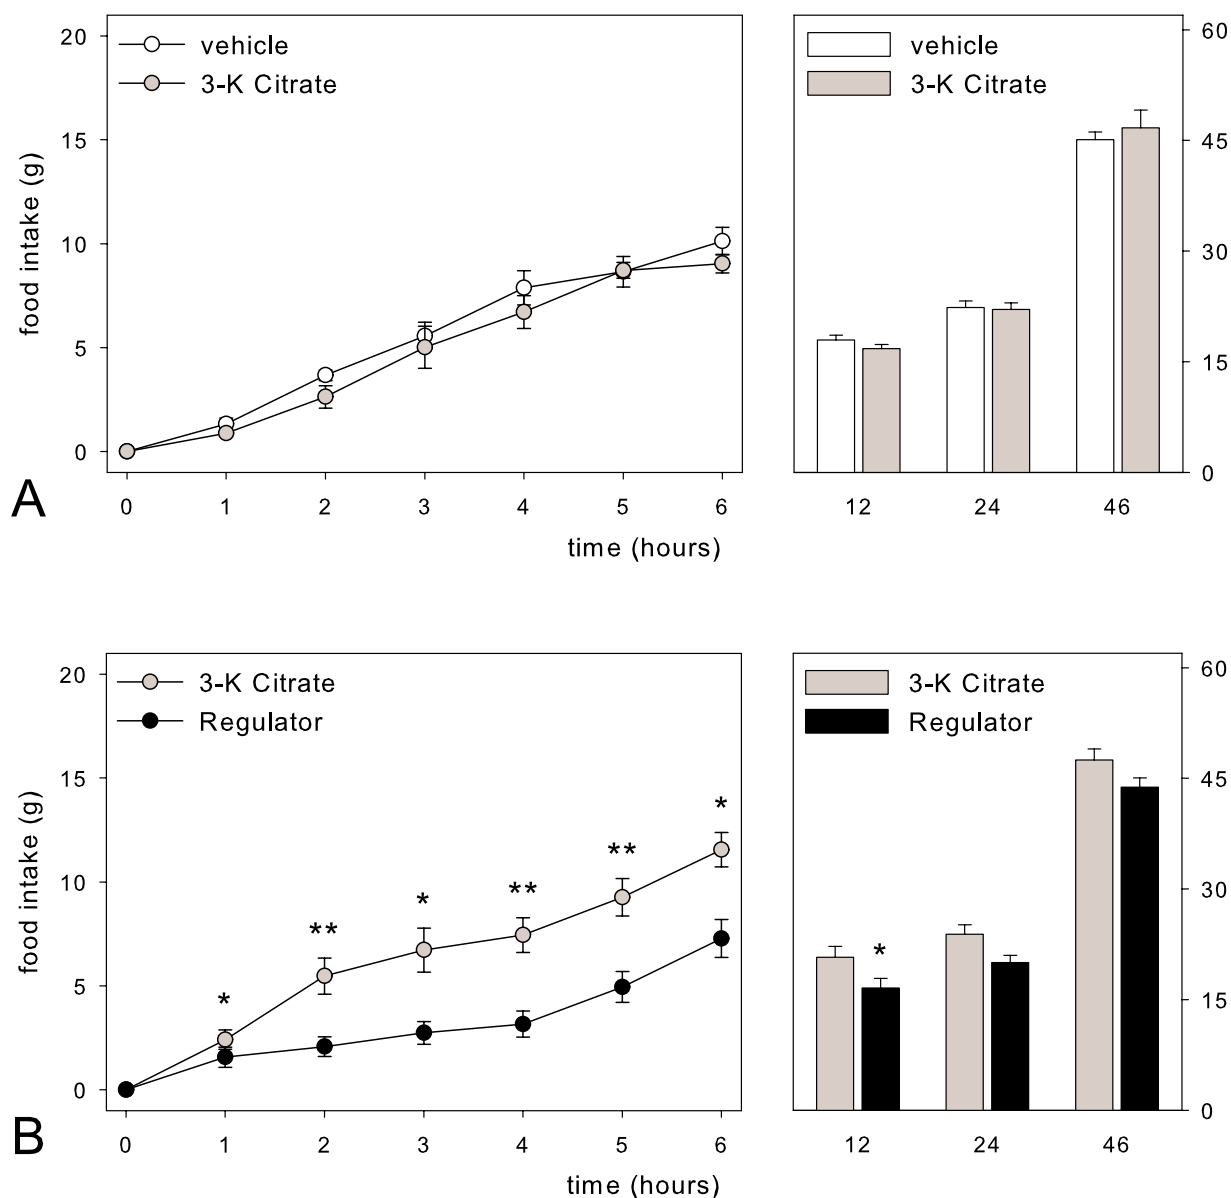 20
15
10
5
0
food intake (g)
vehicle
3-K Citrate
0 1 2 3 4 5 6
time (hours)
A
vehicle
3-K Citrate
60
45
30
15
0
12 24 46
20
15
10
5
0
food intake (g)
3-K Citrate
Regulator
*
**
*
**
**
*
0 1 2 3 4 5 6
time (hours)
B
3-K Citrate
Regulator
*
60
45
30
15
0
12 24 46